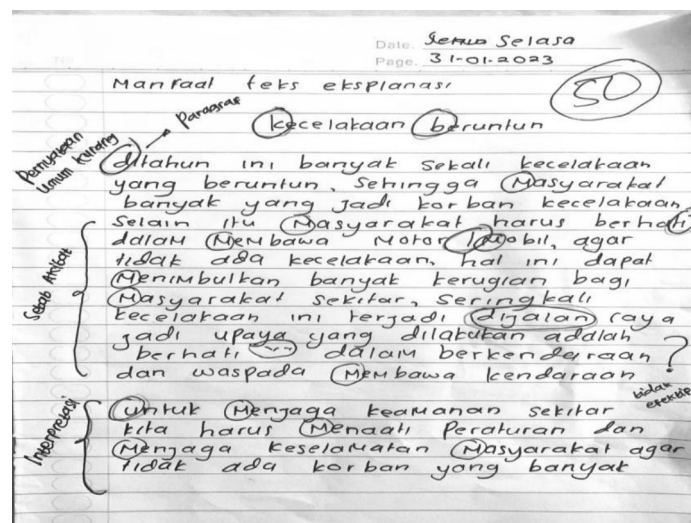 Date. Selasa
Page. 31-01-2023
Manfaat teks eksplanasi
50
Paragraf
Kecelakaan beruntun
Pernyataan Umum Kurang
ditahun ini banyak sekali kecelakaan
yang beruntun, sehingga Masyarakat
banyak yang jadi korban kecelakaan,
Selain itu Masyarakat harus berhati
dalam Membawa Motor / Mobil, agar
tidak ada kecelakaan, hal ini dapat
Menimbulkan banyak kerugian bagi
Masyarakat sekitar, seringkali
kecelakaan ini terjadi dijalan raya
jadi upaya yang dilakukan adalah
berhati -- dalam berkendaraan ?
dan waspada Membawa kendaraan
Sebab Akibat
tidak efektip
untuk Menjaga keamanan sekitar
kita harus Menaati Peraturan dan
Menjaga keselamatan Masyarakat agar
tidak ada korban yang banyak
Interpretasi